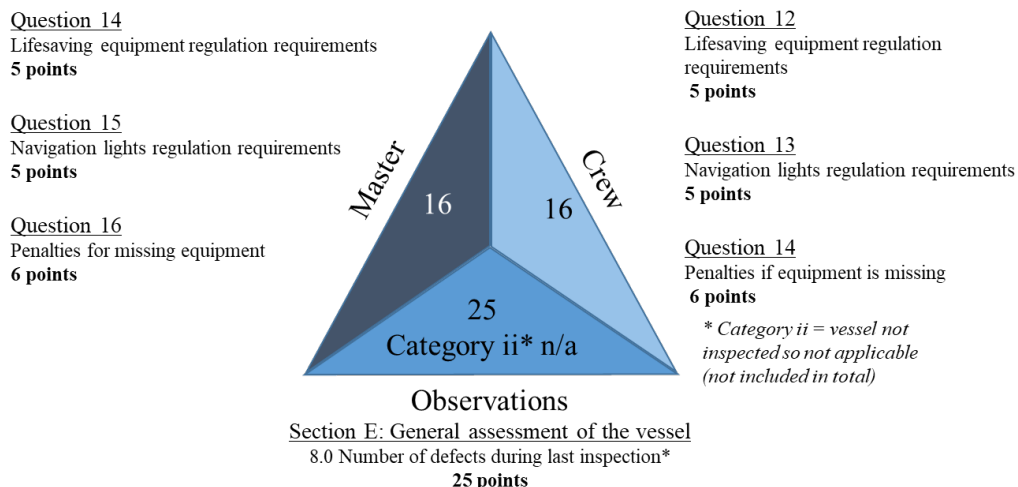 Question 14
Lifesaving equipment regulation requirements
5 points
Question 15
Navigation lights regulation requirements
5 points
Question 16
Penalties for missing equipment
6 points
Master
16
Crew
16
25
Category ii* n/a
Question 12
Lifesaving equipment regulation
requirements
5 points
Question 13
Navigation lights regulation requirements
5 points
Question 14
Penalties if equipment is missing
6 points
* Category ii = vessel not
inspected so not applicable
(not included in total)
Observations
Section E: General assessment of the vessel
8.0 Number of defects during last inspection*
25 points